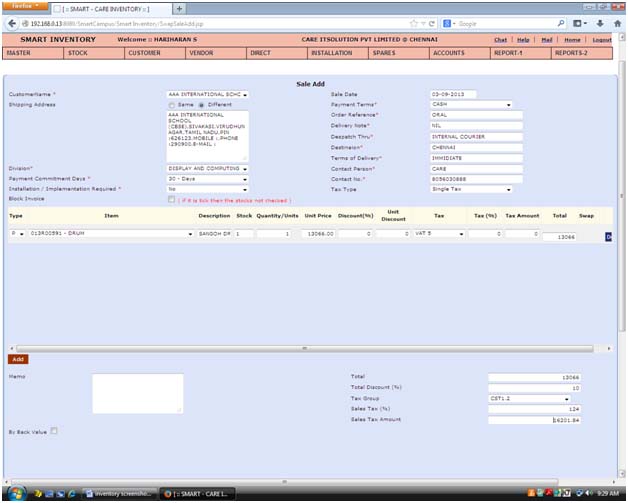 Firefox
[ :: SMART - CARE INVENTORY :: ]
192.168.0.13:8080/SmartCampus/Smart Inventory/SwapSaleAdd.jsp
Google
SMART INVENTORY Welcome :: HARIHARAN S CARE ITSOLUTION PVT LIMITED @ CHENNAI Chat | Help | Mail | Home | Logout
MASTER STOCK CUSTOMER VENDOR DIRECT INSTALLATION SPARES ACCOUNTS REPORT-1 REPORTS-2
Sale Add
CustomerName * AAA INTERNATIONAL SCHC Sale Date 03-09-2013
Shipping Address Same Different Payment Terms* CASH
AAA INTERNATIONAL Order Reference* ORAL
SCHOOL Delivery Note* NIL
(CBSE),SIVAKASI,VIRUDHUN Despatch Thru* INTERNAL COURIER
AGAR,TAMIL NADU,PIN Destineion* CHENNAI
:626123,MOBILE :,PHONE Terms of Delivery* IMMIDIATE
:290900,E-MAIL : Contact Person* CARE
Division* DISPLAY AND COMPUTING Contact No.* 8056030888
Payment Commitment Days * 30 - Days Tax Type Single Tax
Installation / Implementation Required * No
Block Invoice ( if it is tick then the stocks not checked )
Type Item Description Stock Quantity/Units Unit Price Discount(%) Unit Discount Tax Tax (%) Tax Amount Total Swap
P 013R00591 - DRUM SANGOH DR 1 1 13066.00 0 0 VAT 5 0 0 13066
Add
Memo Total 13066
Total Discount (%) 10
Tax Group CST1.2
Sales Tax (%) 124
Sales Tax Amount 16201.84
By Back Value
inventory screensho... [ :: SMART - CARE I... 9:29 AM